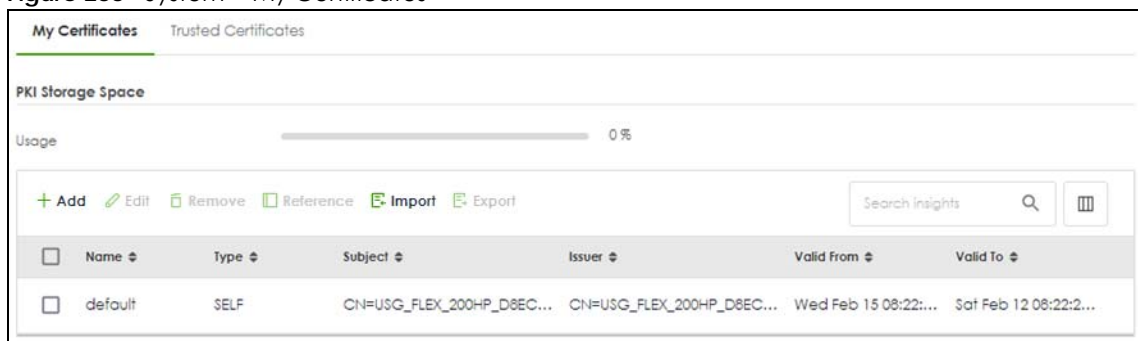 My Certificates Trusted Certificates
PKI Storage Space
Usage 0 %
+ Add Edit Remove Reference Import Export Search insights
Name Type Subject Issuer Valid From Valid To
default SELF CN=USG_FLEX_200HP_D8EC... CN=USG_FLEX_200HP_D8EC... Wed Feb 15 08:22:... Sat Feb 12 08:22:2...